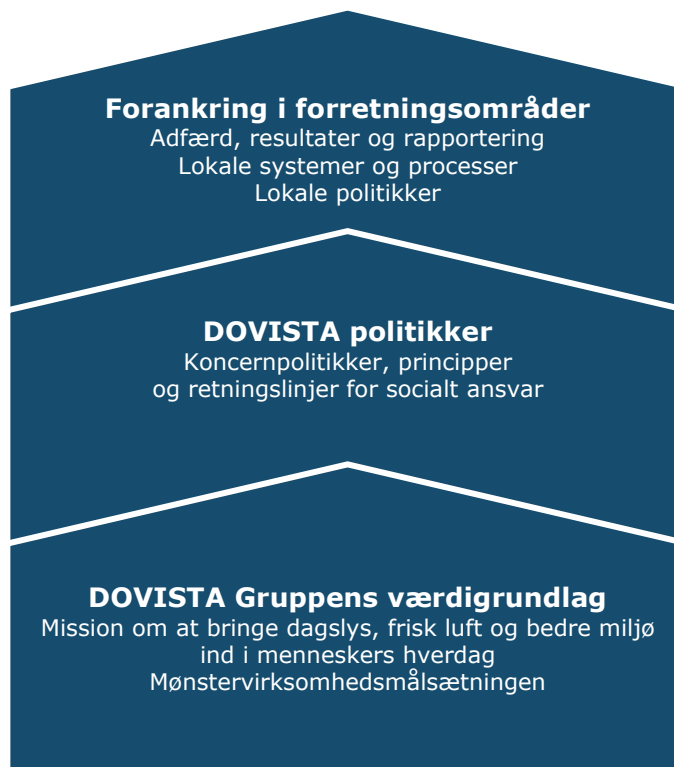 Forankring i forretningsområder
Adfærd, resultater og rapportering
Lokale systemer og processer
Lokale politikker
DOVISTA politikker
Koncernpolitikker, principper
og retningslinjer for socialt ansvar
DOVISTA Gruppens værdigrundlag
Mission om at bringe dagslys, frisk luft og bedre miljø
ind i menneskers hverdag
Mønstervirksomhedsmålsætningen